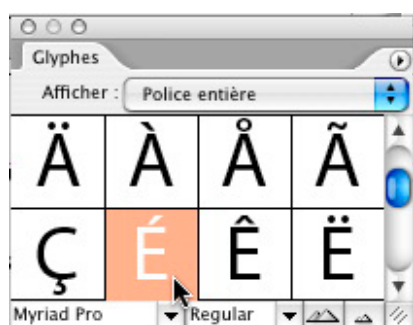 Glyphes
Afficher : Police entière
Ä À Å Ã
Ç É Ê Ë
Myriad Pro Regular